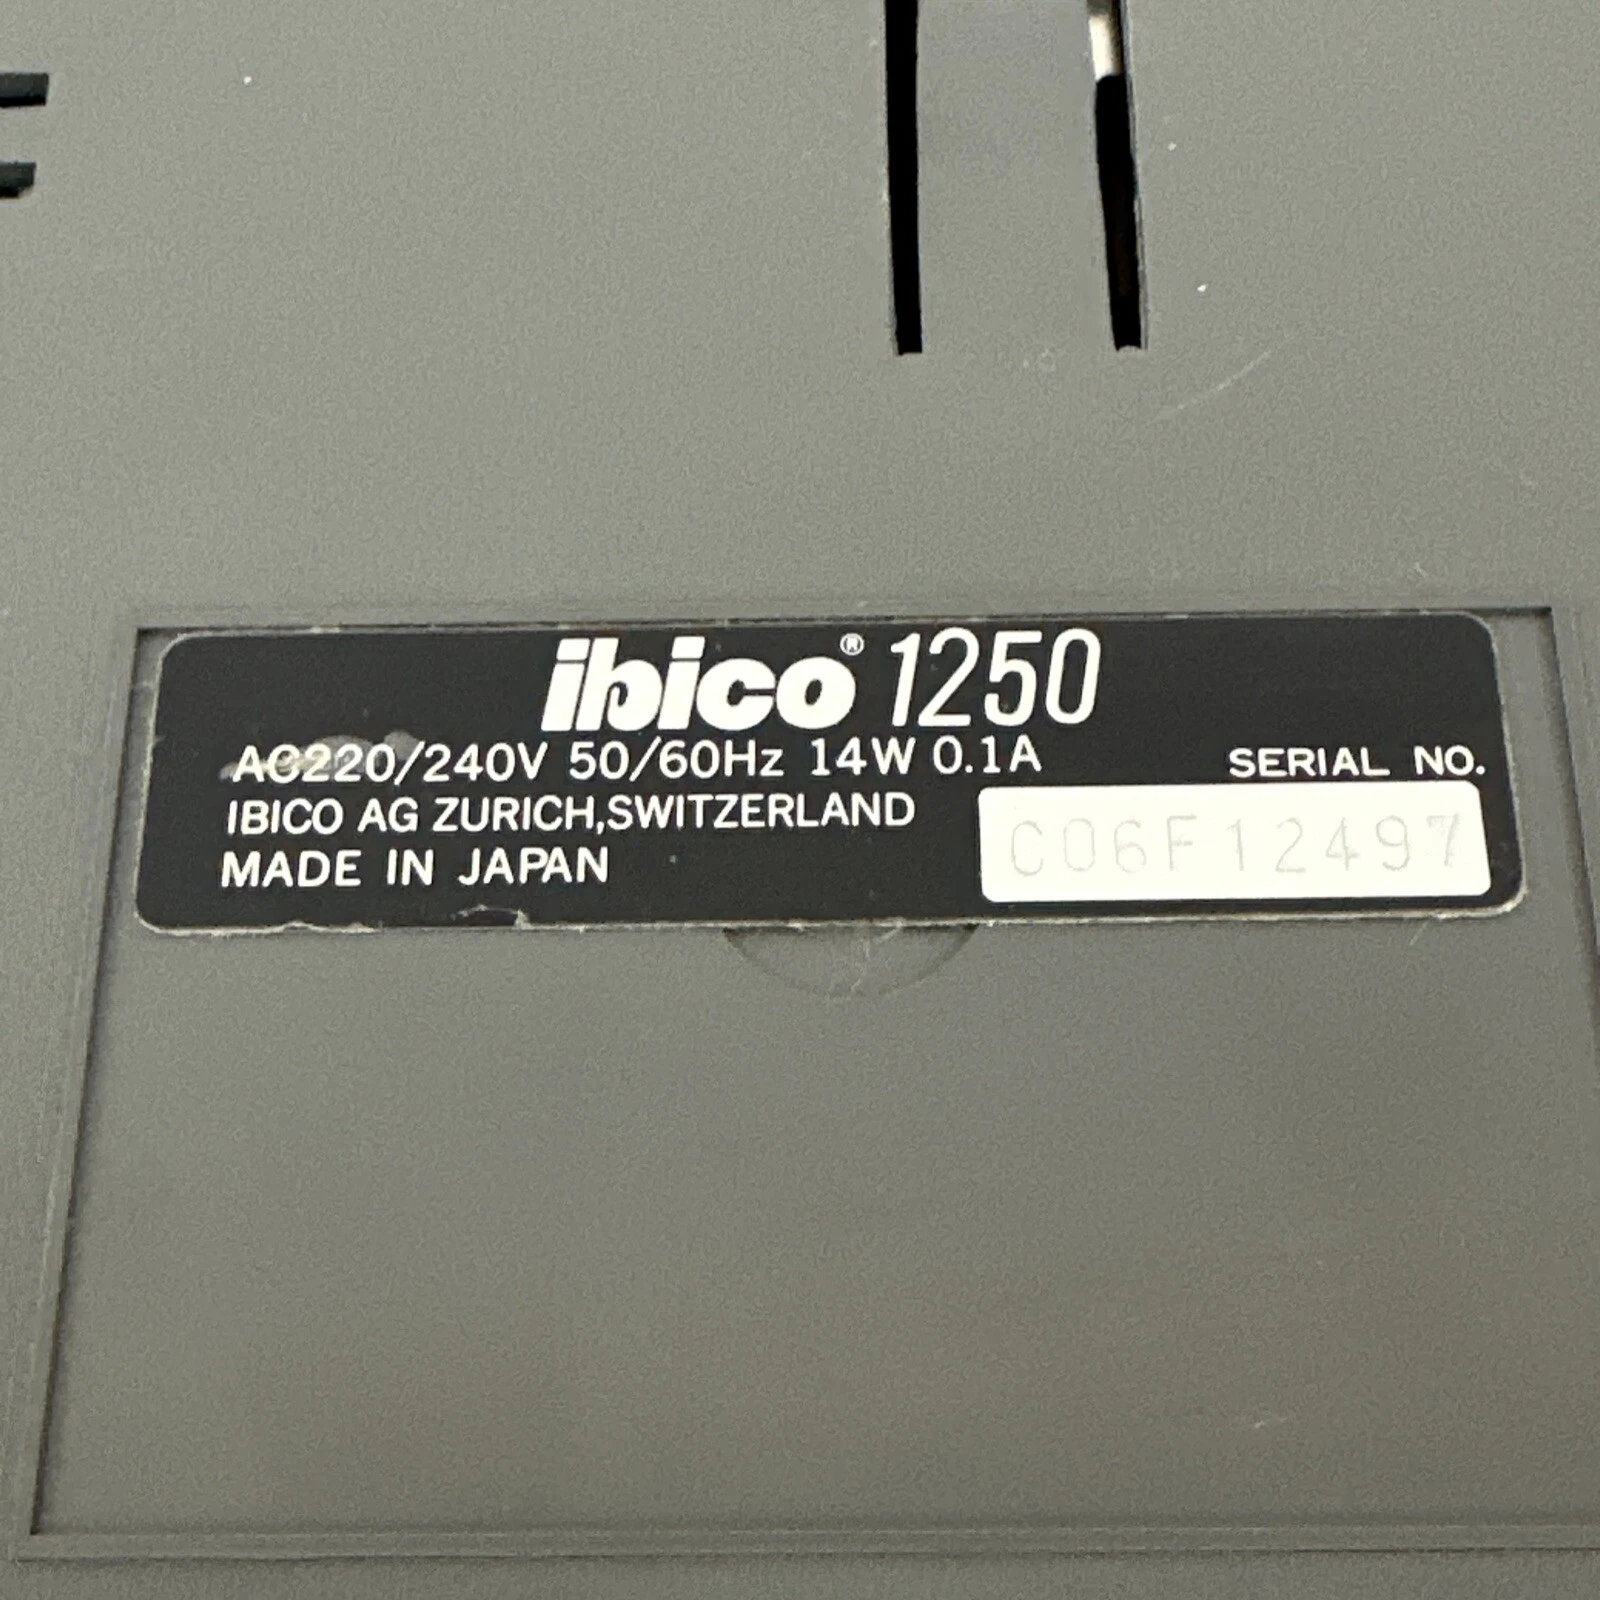 ibico® 1250
AC220/240V 50/60Hz 14W 0.1A
SERIAL NO.
IBICO AG ZURICH,SWITZERLAND
C06F12497
MADE IN JAPAN